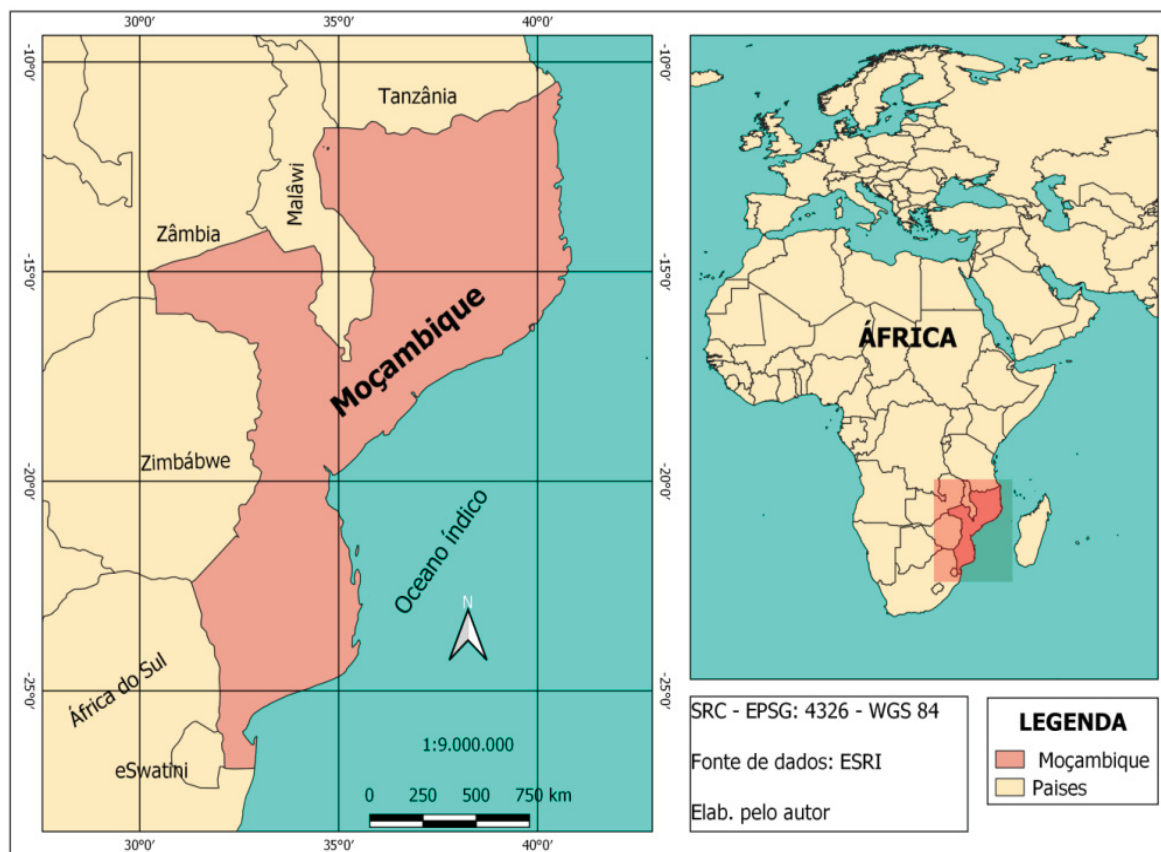 30°0′ 35°0′ 40°0′
-10°0′ -10°0′
Tanzânia
Malâwi
Zâmbia
-15°0′ -15°0′
Moçambique
Zimbábwe
-20°0′ -20°0′
Oceano índico
N
África do Sul
-25°0′ -25°0′
1:9.000.000
eSwatini
0 250 500 750 km
30°0′ 35°0′ 40°0′
ÁFRICA
SRC - EPSG: 4326 - WGS 84
Fonte de dados: ESRI
Elab. pelo autor
LEGENDA
Moçambique
Paises